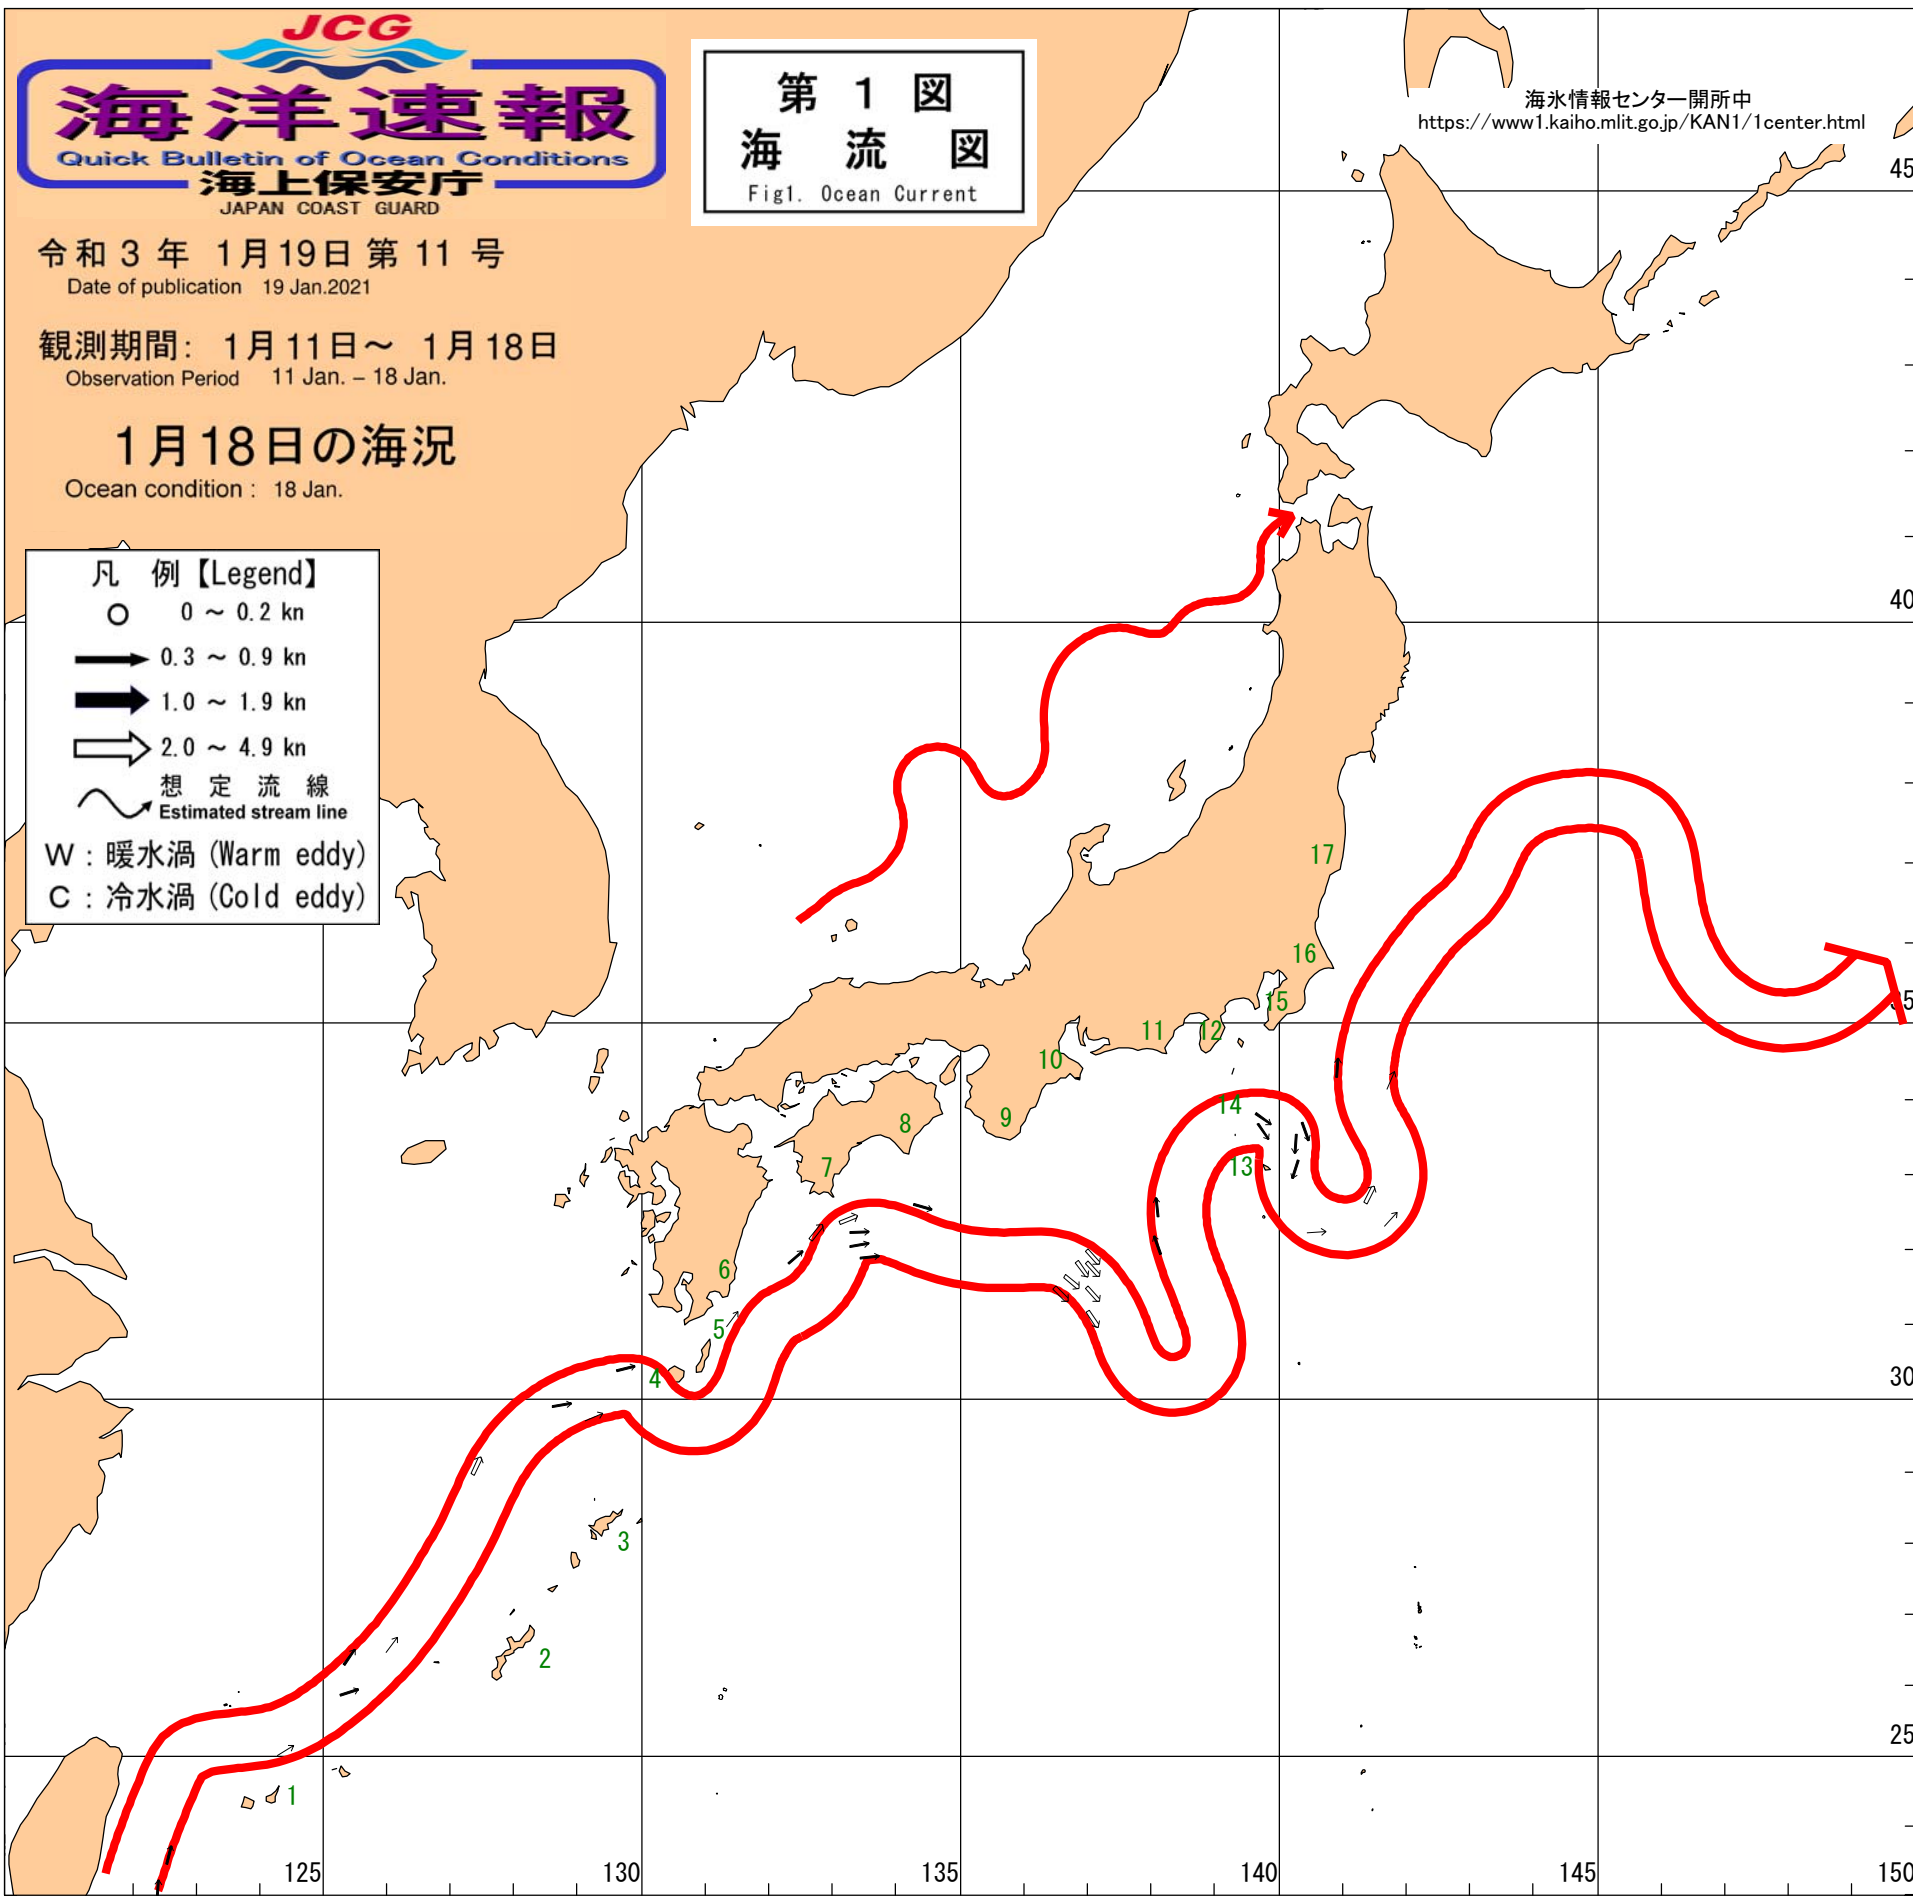 JCG
海洋速報
Quick Bulletin of Ocean Conditions
海上保安庁
JAPAN COAST GUARD
第 1 図
海 流 図
Fig1. Ocean Current
海氷情報センター開所中
https://www1.kaiho.mlit.go.jp/KAN1/1center.html
令和 3 年 1月19日 第 11 号
Date of publication 19 Jan.2021
観測期間: 1月11日～ 1月18日
Observation Period 11 Jan. – 18 Jan.
1月18日の海況
Ocean condition : 18 Jan.
凡 例【Legend】
0 ～ 0.2 kn
0.3 ～ 0.9 kn
1.0 ～ 1.9 kn
2.0 ～ 4.9 kn
想 定 流 線
Estimated stream line
W : 暖水渦 (Warm eddy)
C : 冷水渦 (Cold eddy)
45
40
17
16
15
35
11
12
10
14
9
8
13
7
6
5
4
30
3
2
25
1
125
130
135
140
145
150